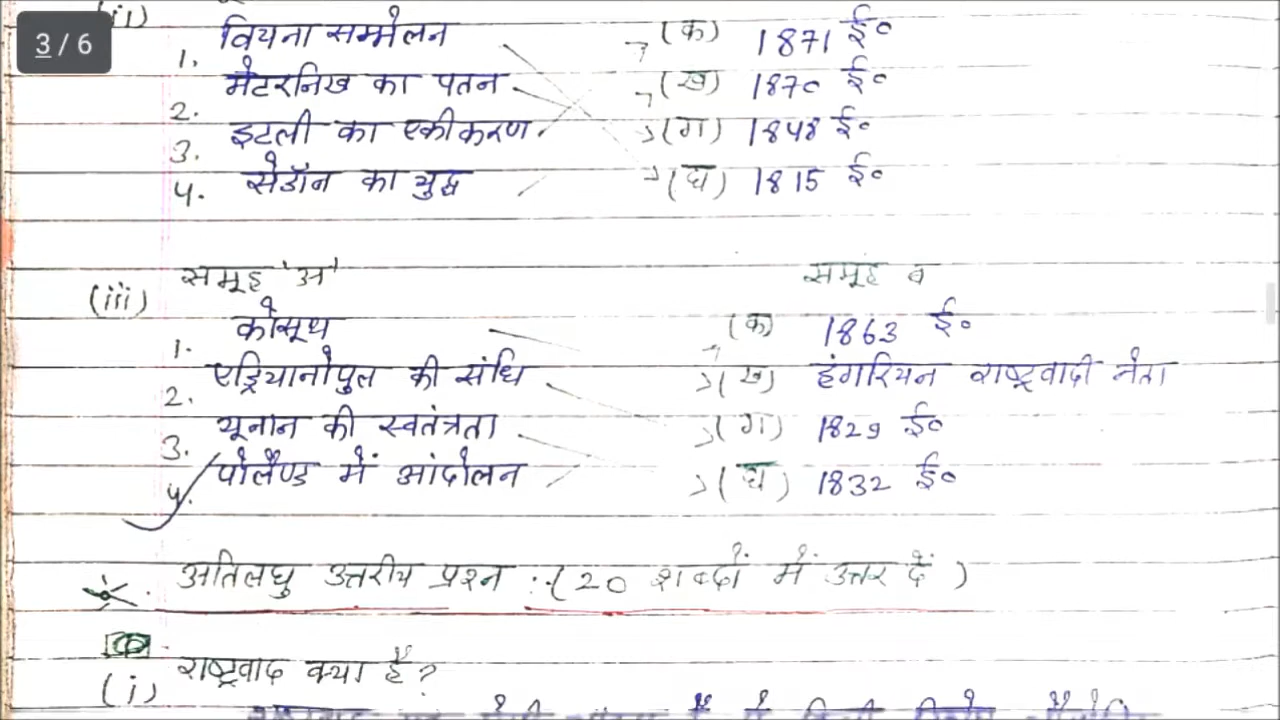 3/6
(ii)
1. वियना सम्मेलन (क) 1871 ई०
2. मेटरनिख का पतन (ख) 1870 ई०
3. इटली का एकीकरण (ग) 1848 ई०
4. सेडॉन का युद्ध (घ) 1815 ई०
समूह 'अ' समूह ब
(iii)
1. कोसूथ (क) 1863 ई०
2. एड्रियानोपुल की संधि (ख) हंगरियन राष्ट्रवादी नेता
3. यूनान की स्वतंत्रता (ग) 1829 ई०
4. पोलैण्ड में आंदोलन (घ) 1832 ई०
अतिलघु उत्तरीय प्रश्न :- (20 शब्दों में उत्तर दें)
(i) राष्ट्रवाद क्या है?